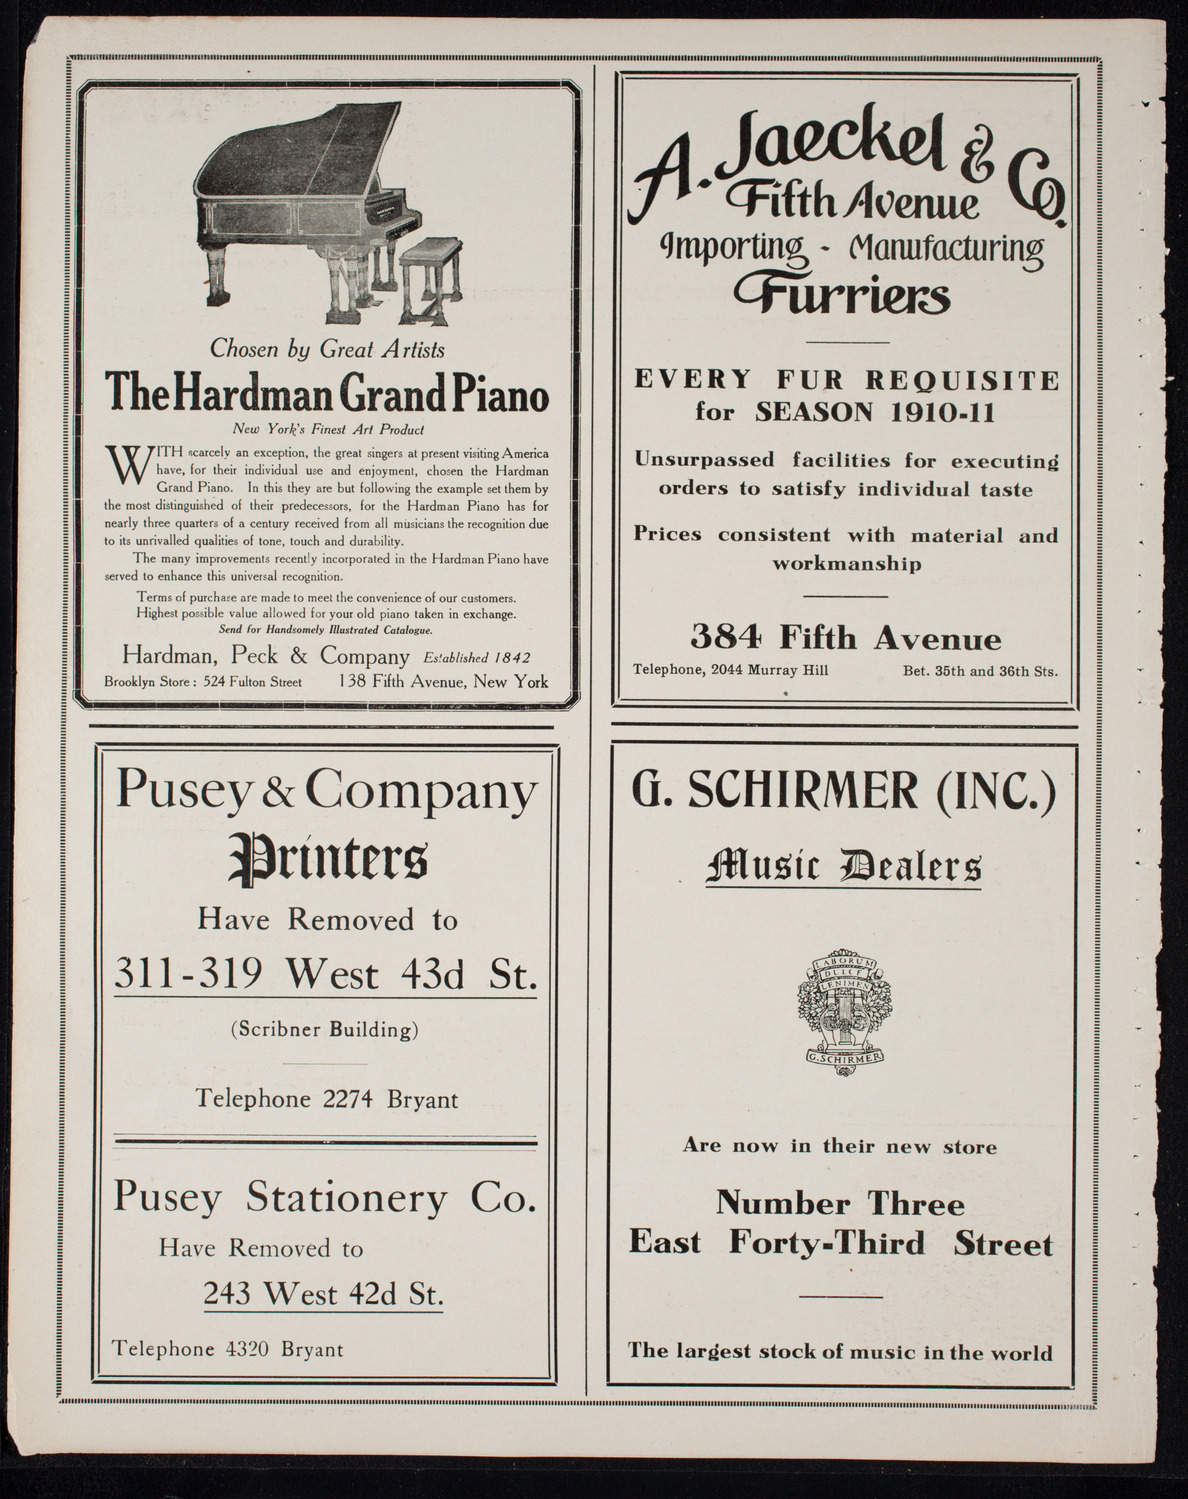 Chosen by Great Artists
The Hardman Grand Piano
New York's Finest Art Product
WITH scarcely an exception, the great singers at present visiting America
have, for their individual use and enjoyment, chosen the Hardman
Grand Piano. In this they are but following the example set them by
the most distinguished of their predecessors, for the Hardman Piano has for
nearly three quarters of a century received from all musicians the recognition due
to its unrivalled qualities of tone, touch and durability.
The many improvements recently incorporated in the Hardman Piano have
served to enhance this universal recognition.
Terms of purchase are made to meet the convenience of our customers.
Highest possible value allowed for your old piano taken in exchange.
Send for Handsomely Illustrated Catalogue.
Hardman, Peck & Company Established 1842
Brooklyn Store: 524 Fulton Street 138 Fifth Avenue, New York
A. Jaeckel & Co.
Fifth Avenue
Importing - Manufacturing
Furriers
EVERY FUR REQUISITE
for SEASON 1910-11
Unsurpassed facilities for executing
orders to satisfy individual taste
Prices consistent with material and
workmanship
384 Fifth Avenue
Telephone, 2044 Murray Hill Bet. 35th and 36th Sts.
Pusey & Company
Printers
Have Removed to
311-319 West 43d St.
(Scribner Building)
Telephone 2274 Bryant
Pusey Stationery Co.
Have Removed to
243 West 42d St.
Telephone 4320 Bryant
G. SCHIRMER (INC.)
Music Dealers
LABORUM
DULCE
LENIMEN
G. SCHIRMER
Are now in their new store
Number Three
East Forty-Third Street
The largest stock of music in the world